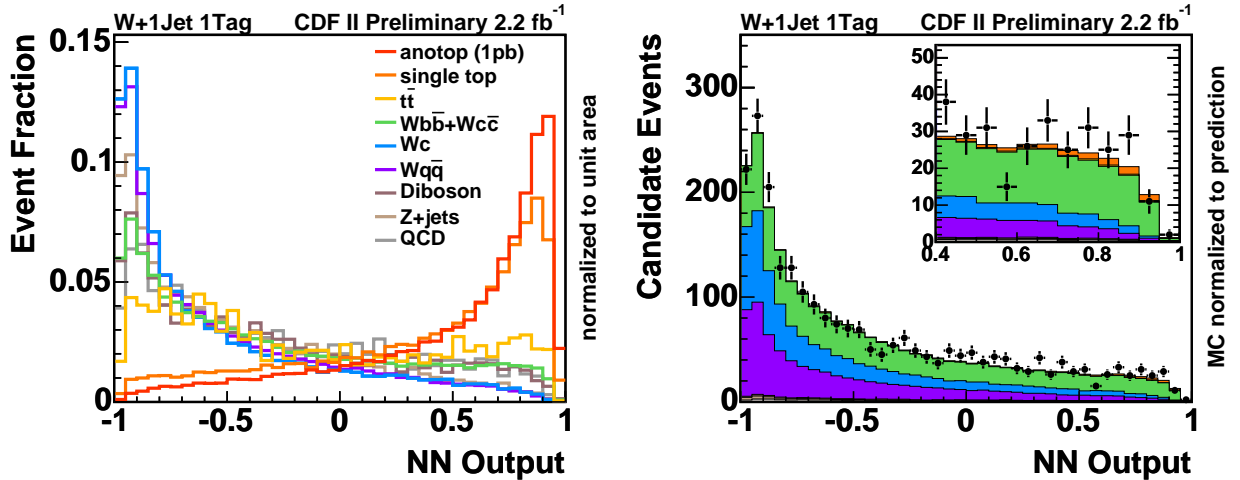 W+1Jet 1Tag CDF II Preliminary 2.2 fb⁻¹
Event Fraction
0.15
0.1
0.05
0
anotop (1pb)
single top
tt̄
Wbb̄+Wcc̄
Wc
Wqq̄
Diboson
Z+jets
QCD
normalized to unit area
-1 -0.5 0 0.5 1
NN Output
W+1Jet 1Tag CDF II Preliminary 2.2 fb⁻¹
Candidate Events
300
200
100
0
50
40
30
20
10
0
0.4 0.6 0.8 1
MC normalized to prediction
-1 -0.5 0 0.5 1
NN Output